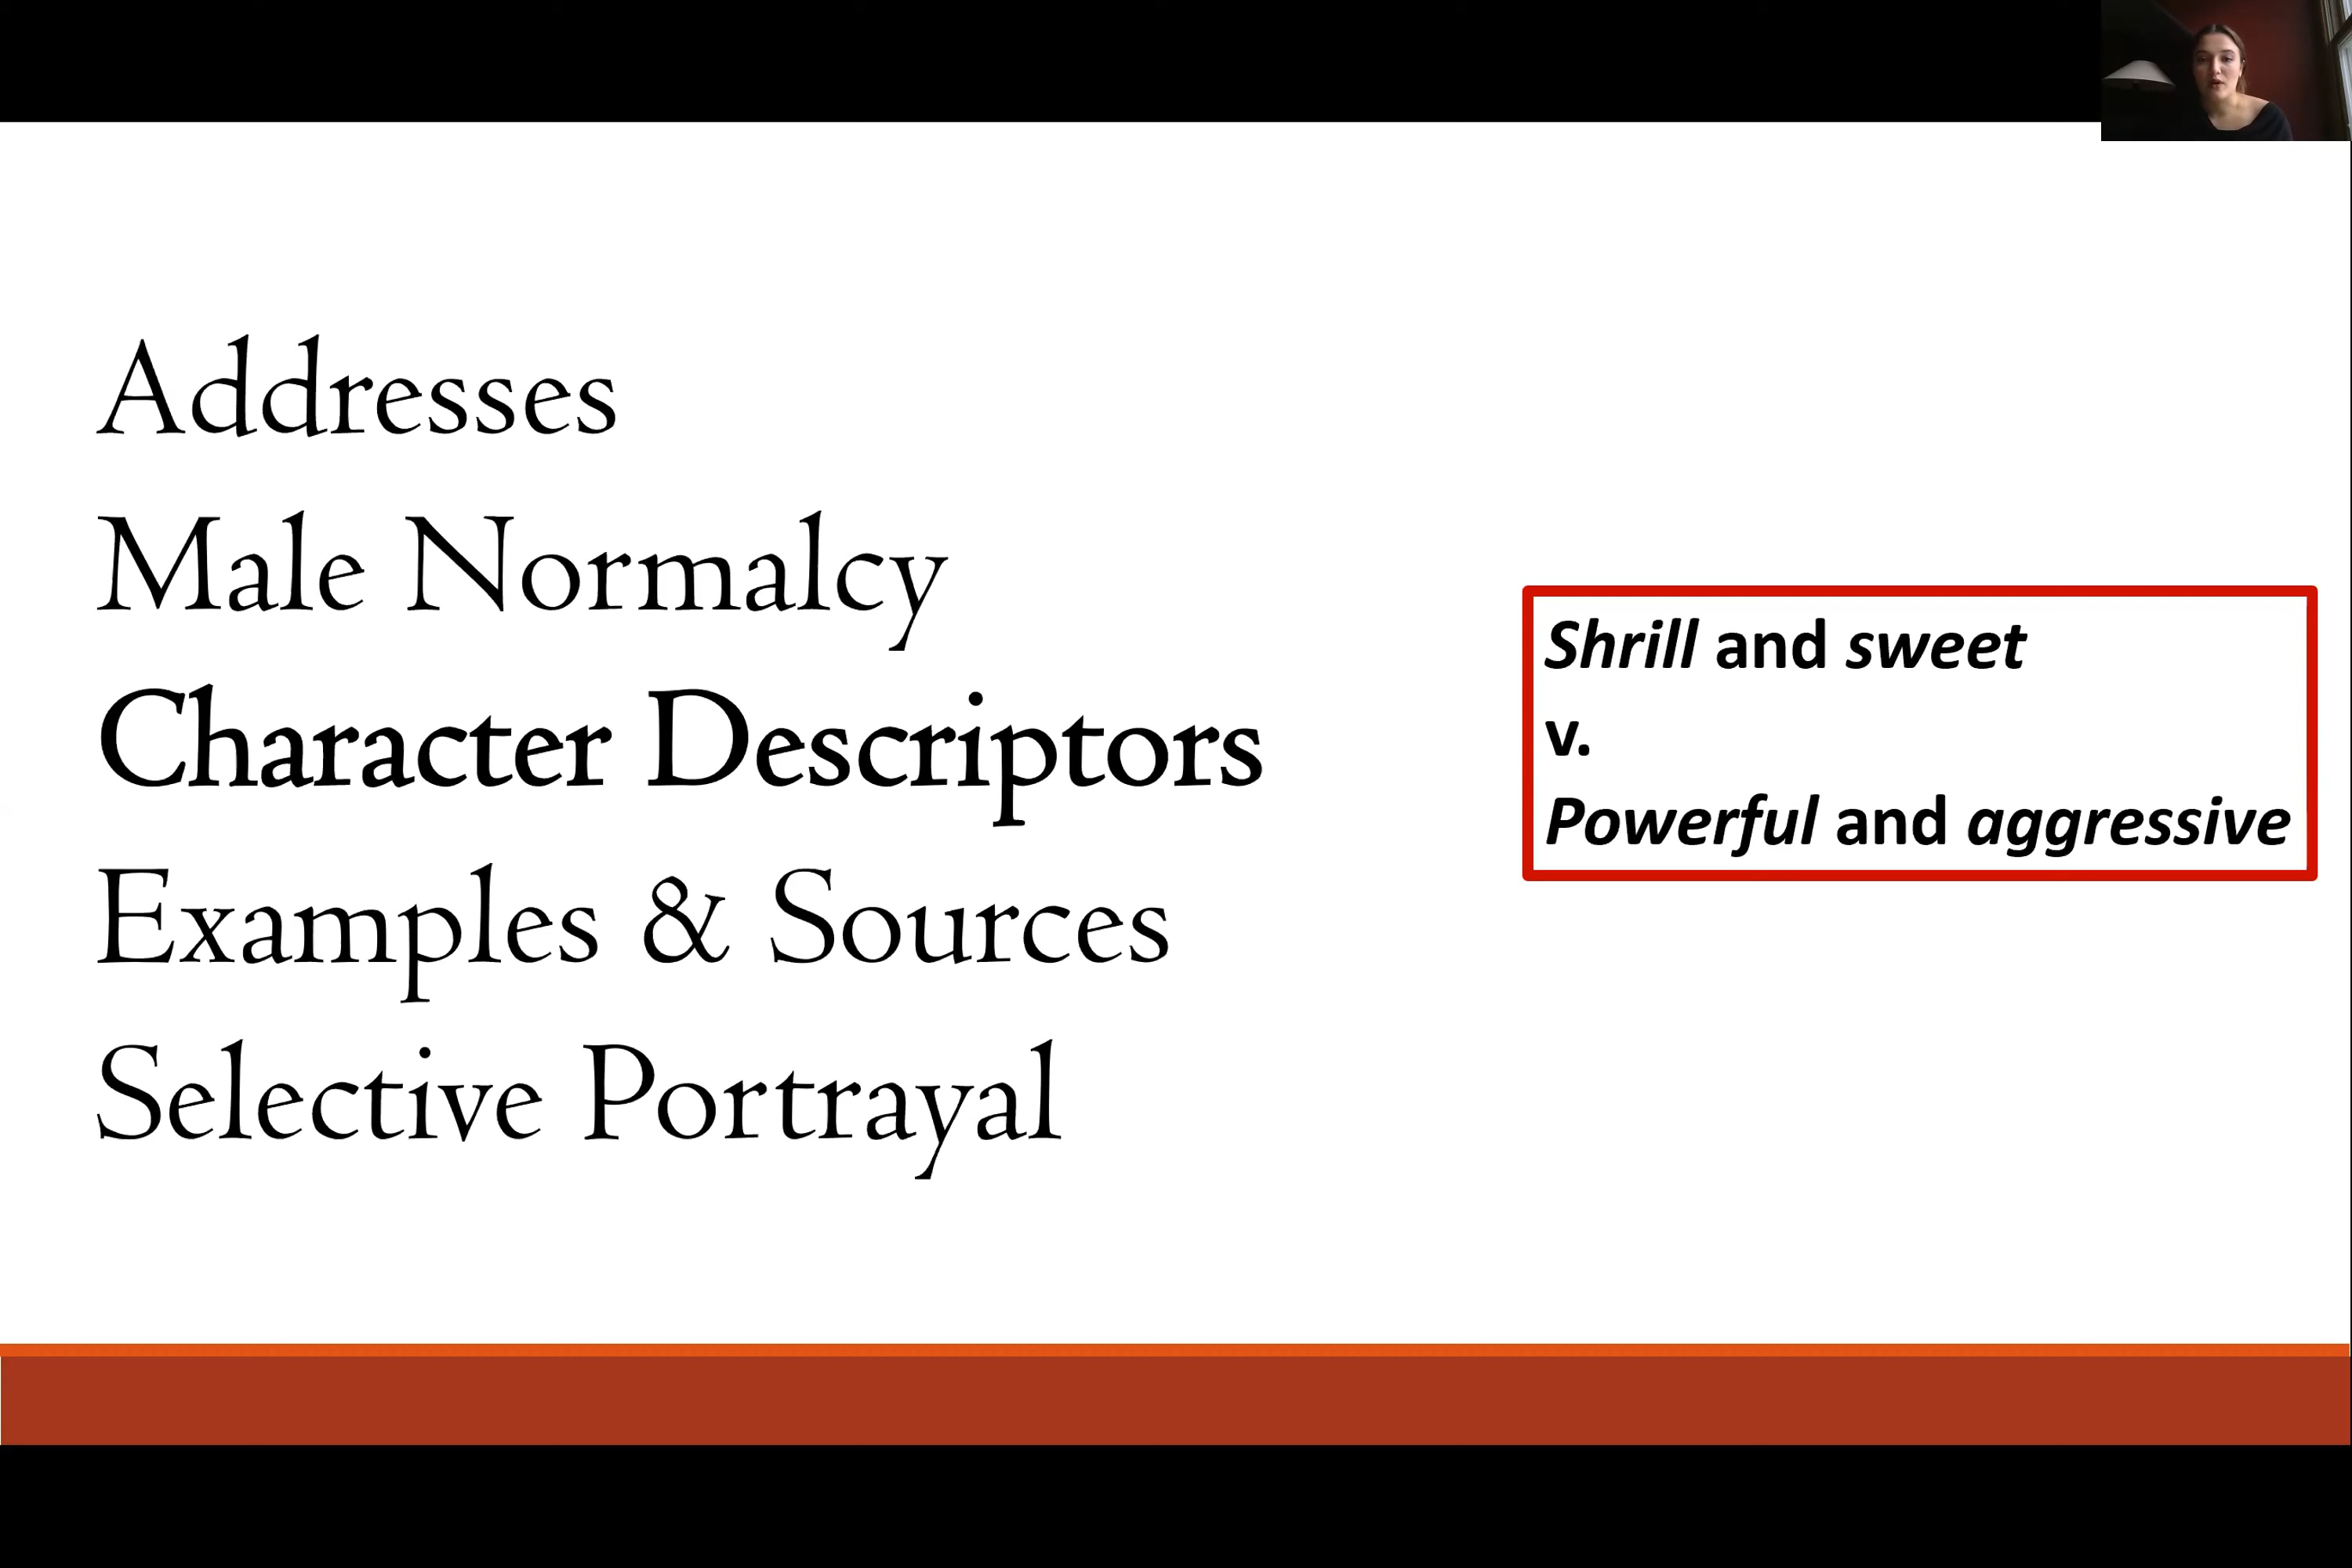 Addresses
Male Normalcy
Character Descriptors
Examples & Sources
Selective Portrayal
Shrill and sweet
v.
Powerful and aggressive